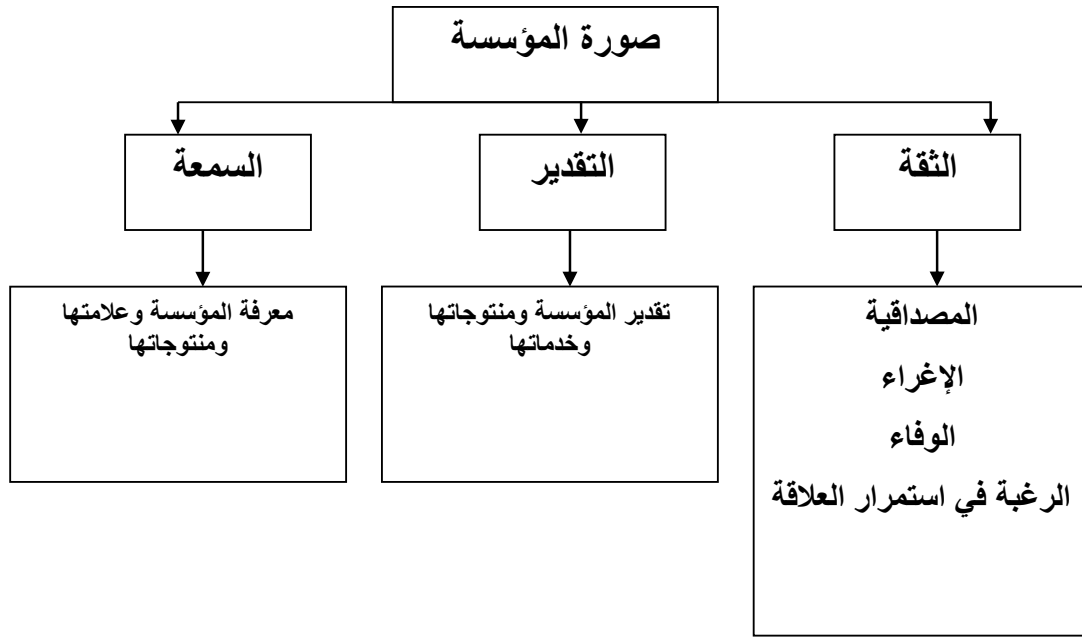 صورة المؤسسة
الثقة
التقدير
السمعة
المصداقية
الإغراء
الوفاء
الرغبة في استمرار العلاقة
تقدير المؤسسة ومنتوجاتها
وخدماتها
معرفة المؤسسة وعلامتها
ومنتوجاتها